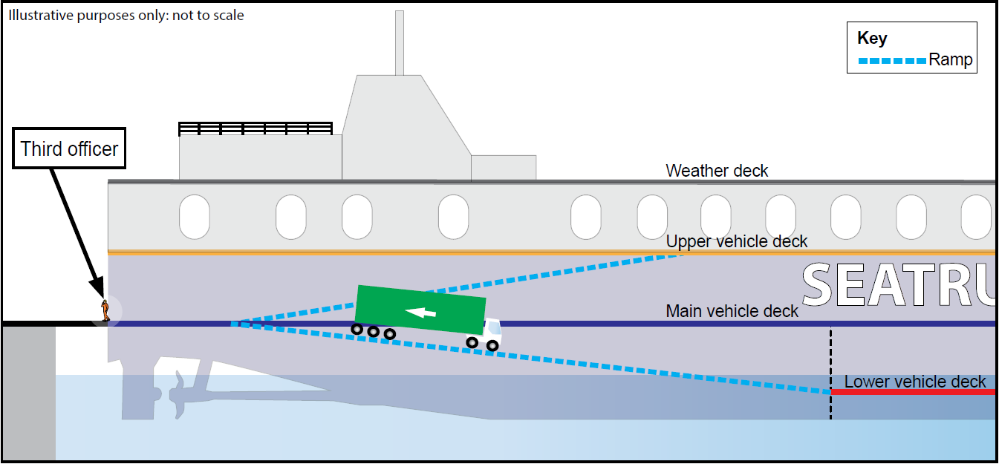 Illustrative purposes only: not to scale
Key
Ramp
Third officer
Weather deck
Upper vehicle deck
SEATRU
Main vehicle deck
Lower vehicle deck